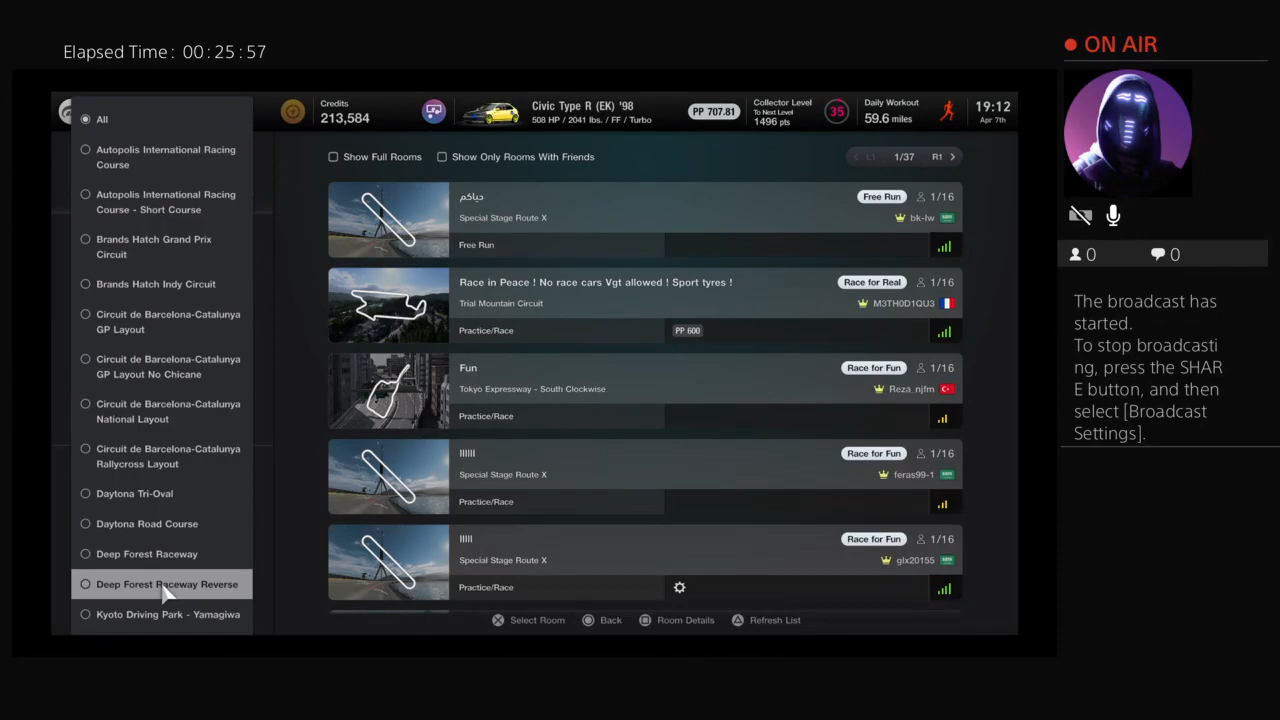 Elapsed Time: 00:25:57
ON AIR
All
Autopolis International Racing
Course
Autopolis International Racing
Course - Short Course
Brands Hatch Grand Prix
Circuit
Brands Hatch Indy Circuit
Circuit de Barcelona-Catalunya
GP Layout
Circuit de Barcelona-Catalunya
GP Layout No Chicane
Circuit de Barcelona-Catalunya
National Layout
Circuit de Barcelona-Catalunya
Rallycross Layout
Daytona Tri-Oval
Daytona Road Course
Deep Forest Raceway
Deep Forest Raceway Reverse
Kyoto Driving Park - Yamagiwa
Credits
213,584
Civic Type R (EK) '98
508 HP / 2041 lbs. / FF / Turbo
PP 707.81
Collector Level
To Next Level
1496 pts
35
Daily Workout
59.6 miles
19:12
Apr 7th
Show Full Rooms
Show Only Rooms With Friends
L1 1/37 R1
حياكم
Free Run
1/16
Special Stage Route X
bk-lw
Free Run
Race in Peace ! No race cars Vgt allowed ! Sport tyres !
Race for Real
1/16
Trial Mountain Circuit
M3TH0D1QU3
Practice/Race
PP 600
Fun
Race for Fun
1/16
Tokyo Expressway - South Clockwise
Reza_njfm
Practice/Race
llllll
Race for Fun
1/16
Special Stage Route X
feras99-1
Practice/Race
lllll
Race for Fun
1/16
Special Stage Route X
glx20155
Practice/Race
Select Room
Back
Room Details
Refresh List
0
0
The broadcast has
started.
To stop broadcasti
ng, press the SHAR
E button, and then
select [Broadcast
Settings].